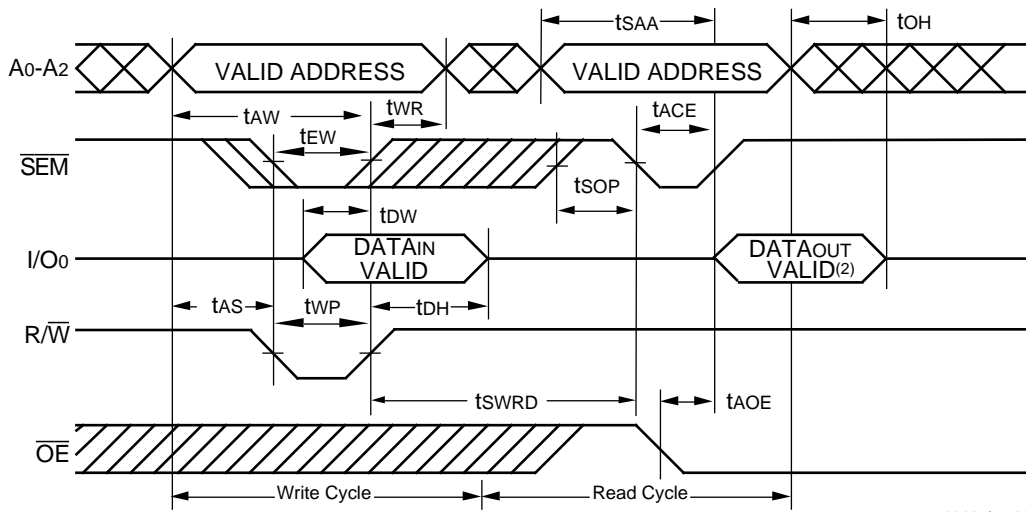 tSAA
tOH
A0-A2
VALID ADDRESS
VALID ADDRESS
tAW
tWR
tACE
tEW
SEM
tSOP
tDW
I/O0
DATAIN
VALID
DATAOUT
VALID(2)
tAS
tWP
tDH
R/W
tSWRD
tAOE
OE
Write Cycle
Read Cycle